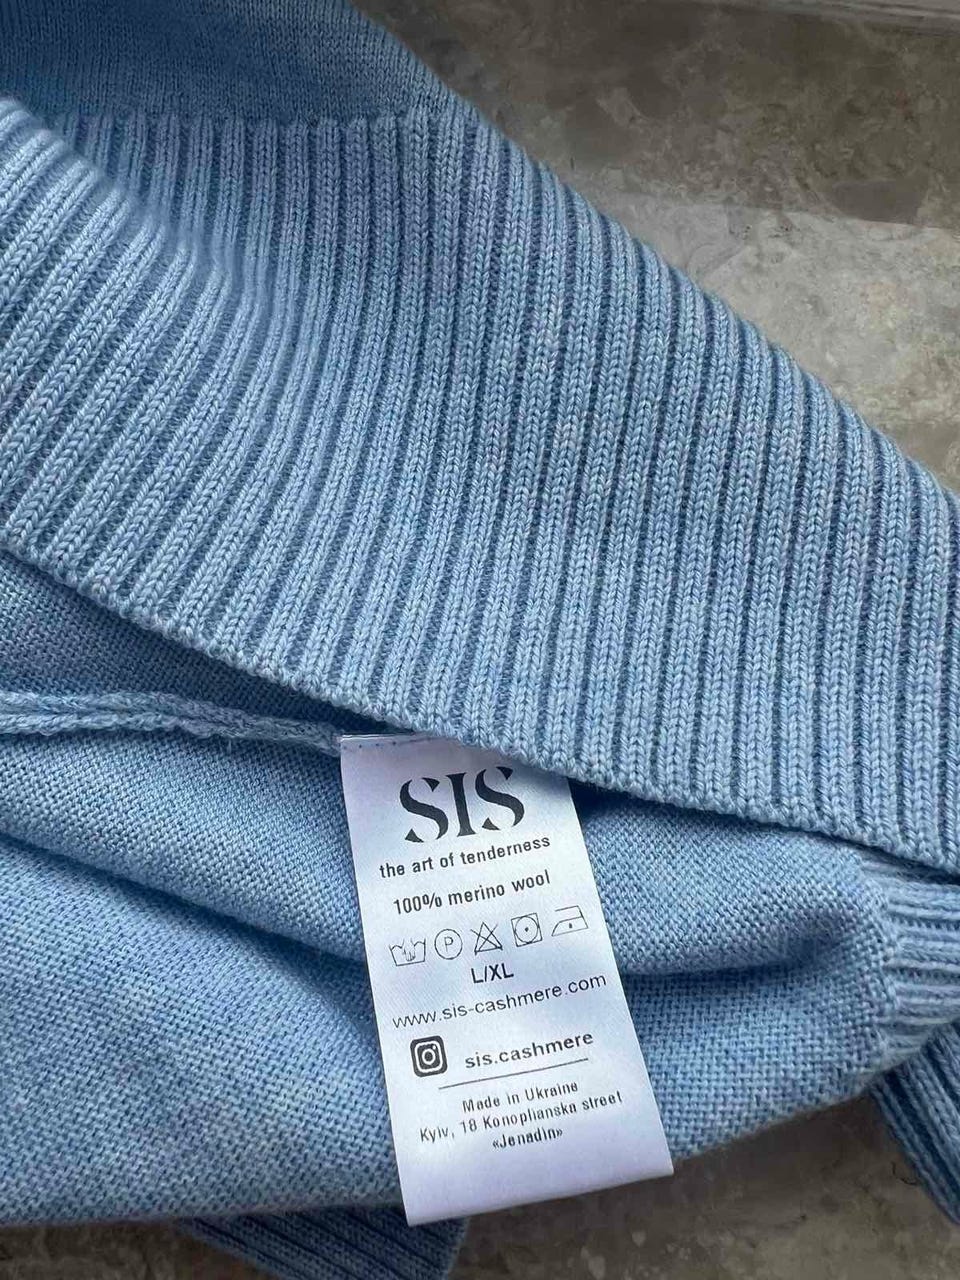 SIS
the art of tenderness
100% merino wool
P
L/XL
www.sis-cashmere.com
sis.cashmere
Made in Ukraine
Kyiv, 18 Konoplianska street
«Jenadin»